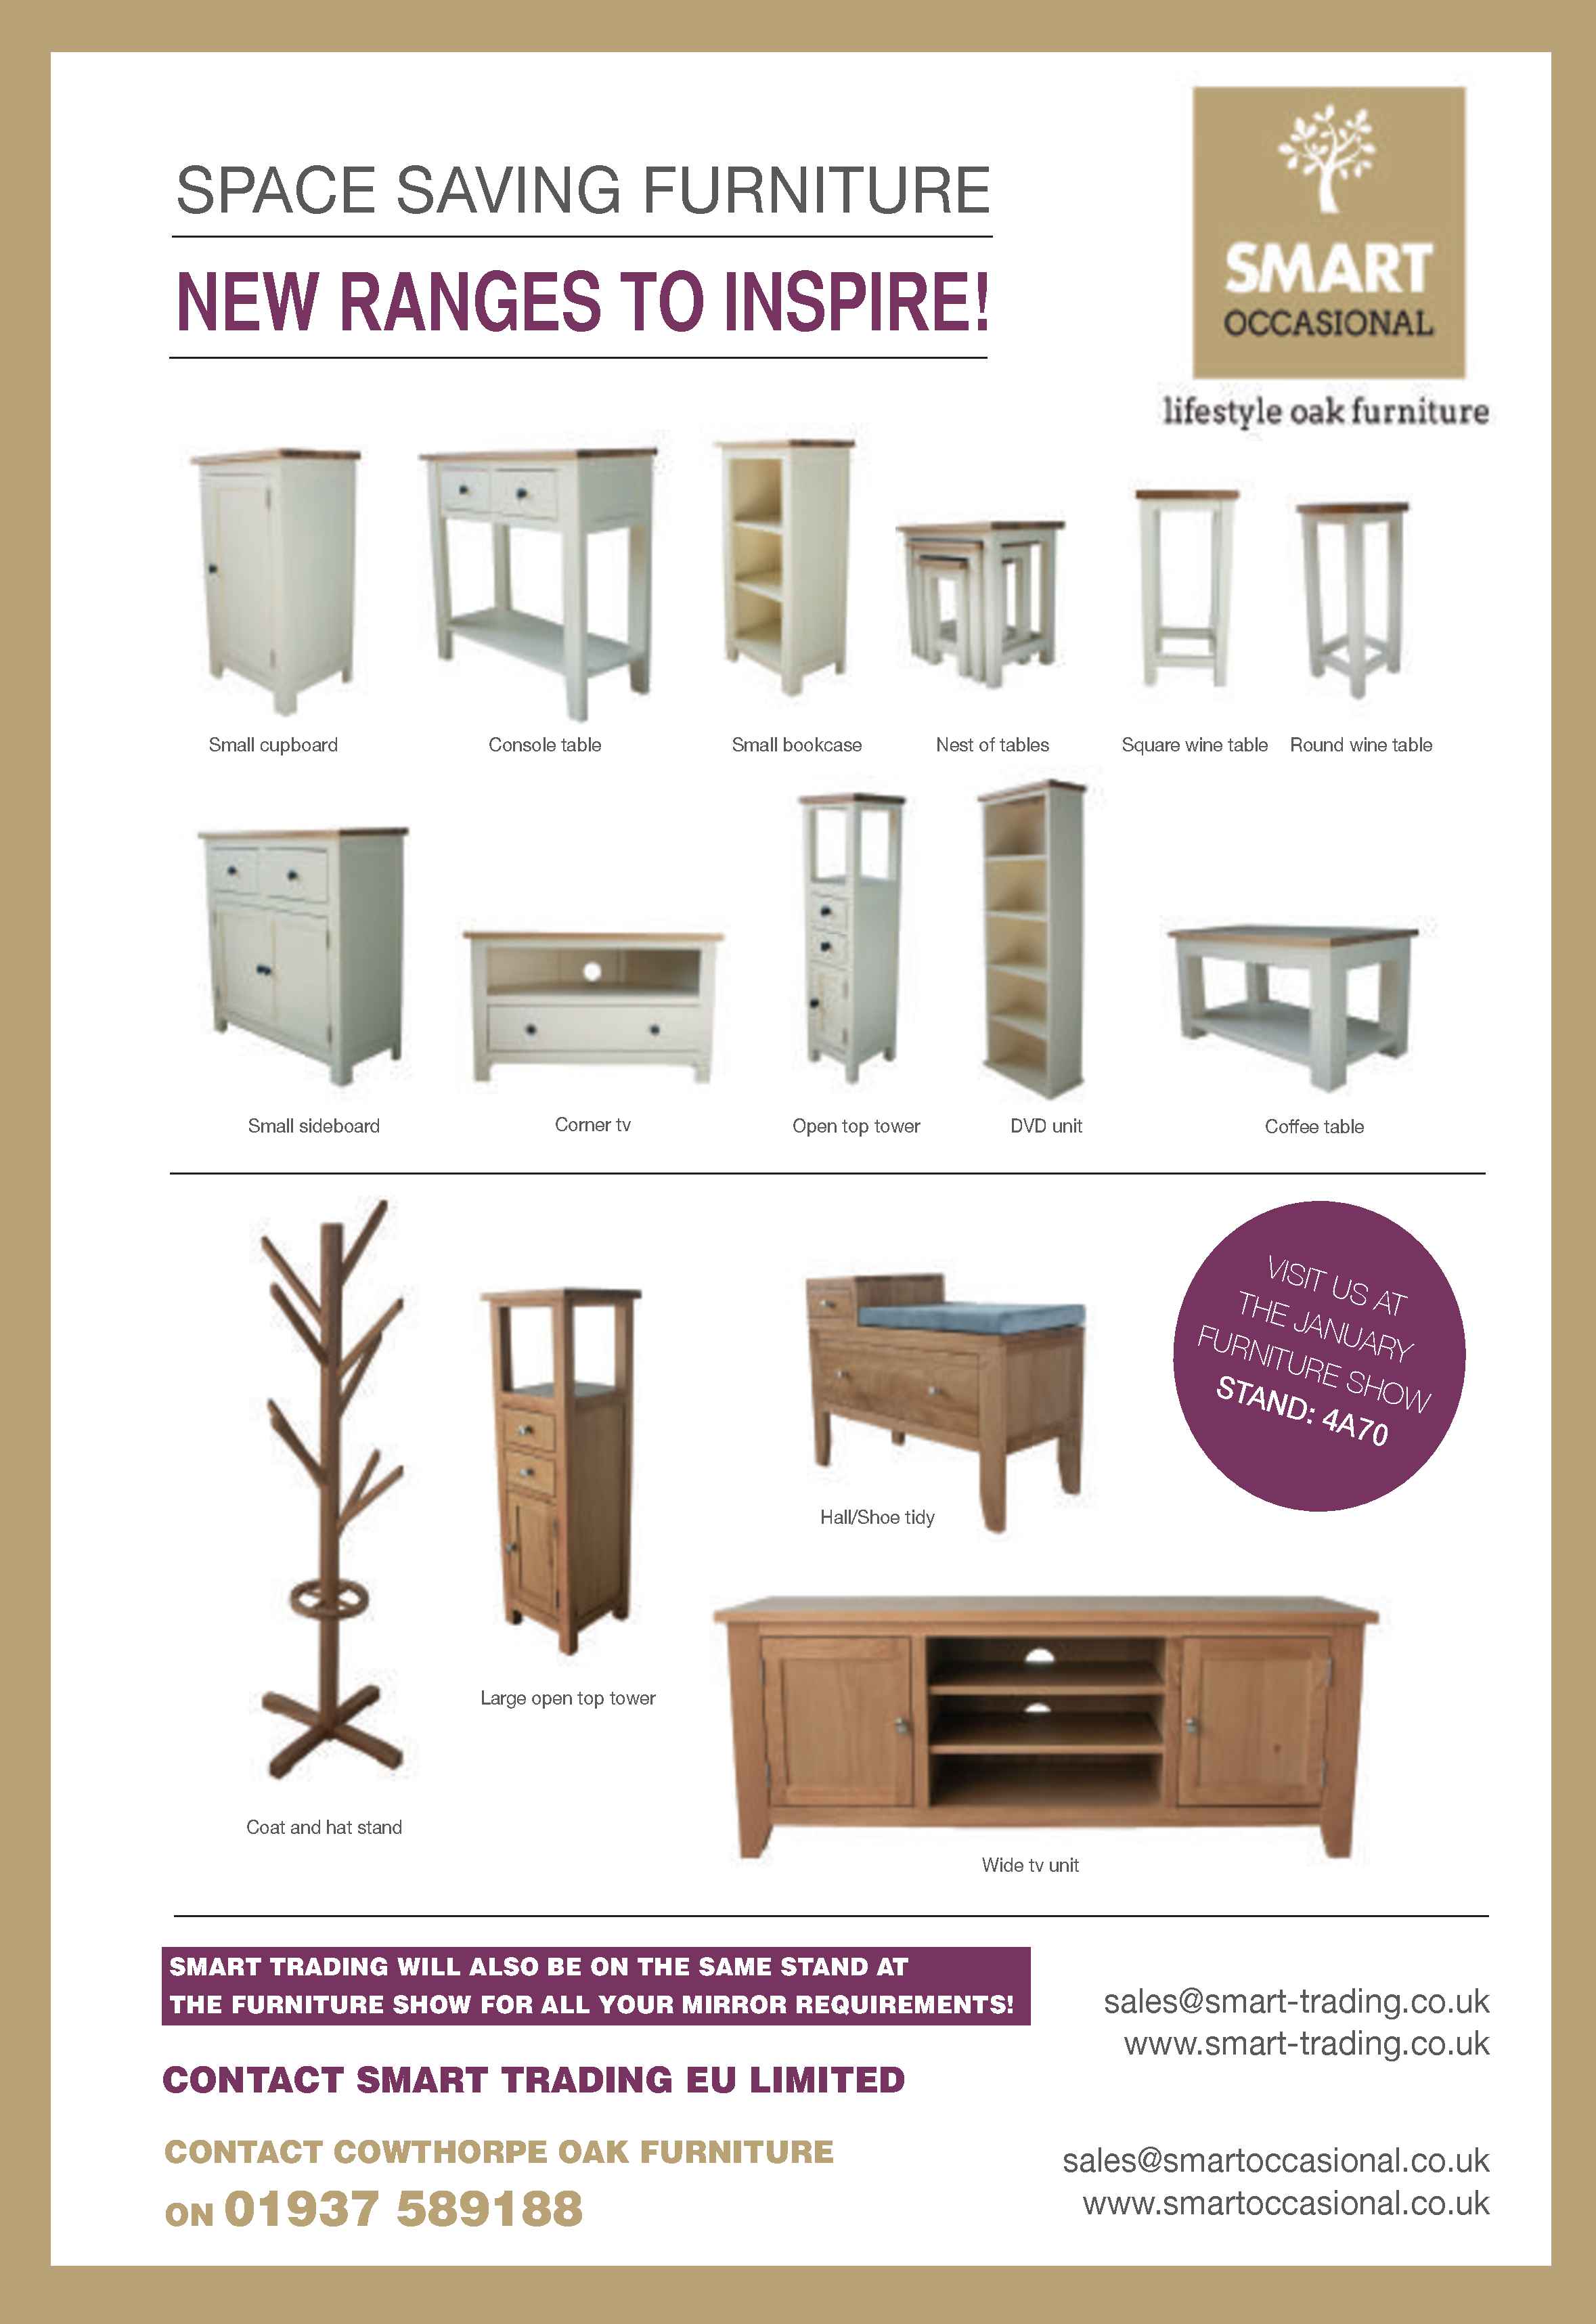 SPACE SAVING FURNITURE
NEW RANGES TO INSPIRE!
SMART
OCCASIONAL
lifestyle oak furniture
Small cupboard
Console table
Small bookcase
Nest of tables
Square wine table
Round wine table
Small sideboard
Corner tv
Open top tower
DVD unit
Coffee table
VISIT US AT
THE JANUARY
FURNITURE SHOW
STAND: 4A70
Hall/Shoe tidy
Large open top tower
Coat and hat stand
Wide tv unit
SMART TRADING WILL ALSO BE ON THE SAME STAND AT
THE FURNITURE SHOW FOR ALL YOUR MIRROR REQUIREMENTS!
CONTACT SMART TRADING EU LIMITED
sales@smart-trading.co.uk
www.smart-trading.co.uk
CONTACT COWTHORPE OAK FURNITURE
ON 01937 589188
sales@smartoccasional.co.uk
www.smartoccasional.co.uk